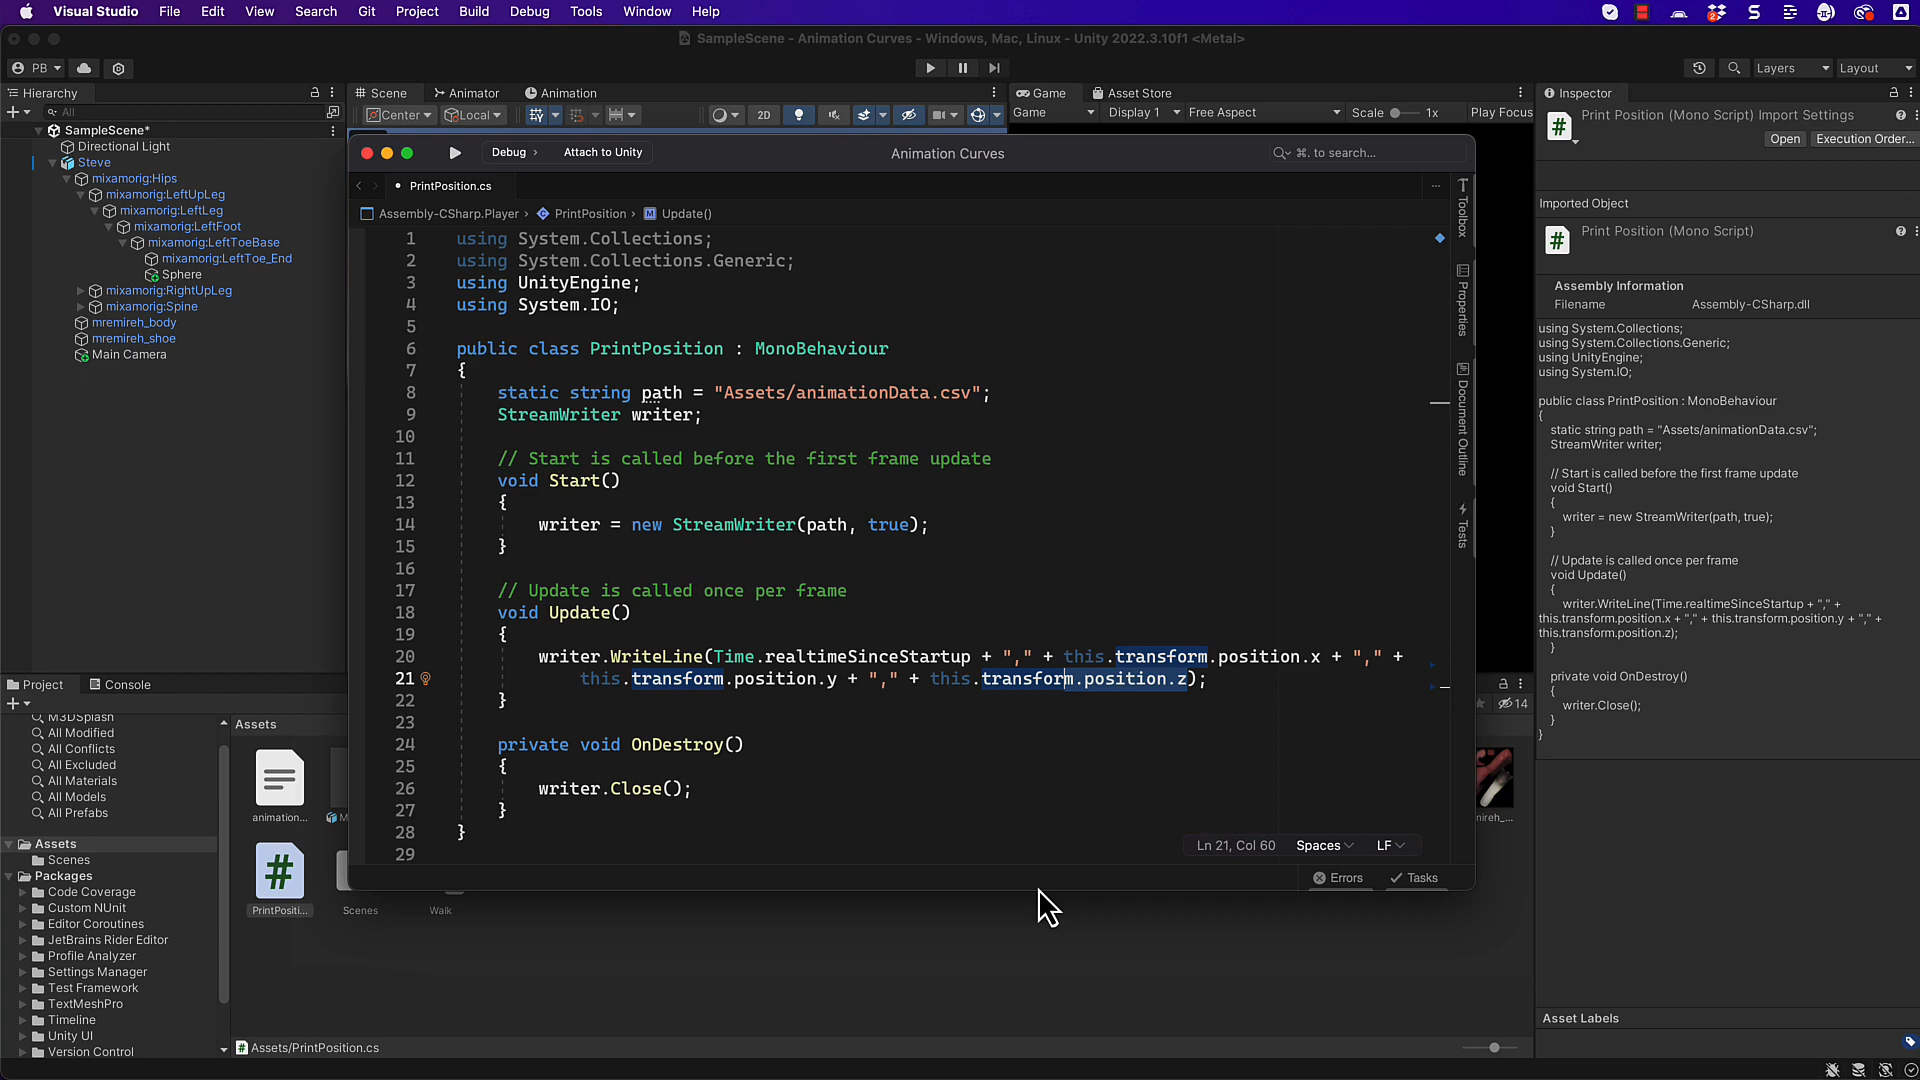 Visual Studio File Edit View Search Git Project Build Debug Tools Window Help
SampleScene - Animation Curves - Windows, Mac, Linux - Unity 2022.3.10f1 <Metal>
PB
Layers Layout
Hierarchy
All
SampleScene*
Directional Light
Steve
mixamorig:Hips
mixamorig:LeftUpLeg
mixamorig:LeftLeg
mixamorig:LeftFoot
mixamorig:LeftToeBase
mixamorig:LeftToe_End
Sphere
mixamorig:RightUpLeg
mixamorig:Spine
mremireh_body
mremireh_shoe
Main Camera
Scene Animator Animation
Center Local 2D
Game Asset Store
Game Display 1 Free Aspect Scale 1x Play Focus
Debug Attach to Unity Animation Curves ⌘. to search...
PrintPosition.cs
Assembly-CSharp.Player PrintPosition Update()
1 using System.Collections;
2 using System.Collections.Generic;
3 using UnityEngine;
4 using System.IO;
5
6 public class PrintPosition : MonoBehaviour
7 {
8 static string path = "Assets/animationData.csv";
9 StreamWriter writer;
10
11 // Start is called before the first frame update
12 void Start()
13 {
14 writer = new StreamWriter(path, true);
15 }
16
17 // Update is called once per frame
18 void Update()
19 {
20 writer.WriteLine(Time.realtimeSinceStartup + "," + this.transform.position.x + "," +
21 this.transform.position.y + "," + this.transform.position.z);
22 }
23
24 private void OnDestroy()
25 {
26 writer.Close();
27 }
28 }
29
Ln 21, Col 60 Spaces LF
Errors Tasks
Toolbox
Properties
Document Outline
Tests
Inspector
Print Position (Mono Script) Import Settings
Open Execution Order...
Imported Object
Print Position (Mono Script)
Assembly Information
Filename Assembly-CSharp.dll
using System.Collections;
using System.Collections.Generic;
using UnityEngine;
using System.IO;
public class PrintPosition : MonoBehaviour
{
static string path = "Assets/animationData.csv";
StreamWriter writer;
// Start is called before the first frame update
void Start()
{
writer = new StreamWriter(path, true);
}
// Update is called once per frame
void Update()
{
writer.WriteLine(Time.realtimeSinceStartup + "," +
this.transform.position.x + "," + this.transform.position.y + "," +
this.transform.position.z);
}
private void OnDestroy()
{
writer.Close();
}
}
Asset Labels
Project Console
14
M3DSplash
All Modified
All Conflicts
All Excluded
All Materials
All Models
All Prefabs
Assets
Scenes
Packages
Code Coverage
Custom NUnit
Editor Coroutines
JetBrains Rider Editor
Profile Analyzer
Settings Manager
Test Framework
TextMeshPro
Timeline
Unity UI
Version Control
Assets
animation...
M
mireh_...
PrintPositi...
Scenes
Walk
Assets/PrintPosition.cs